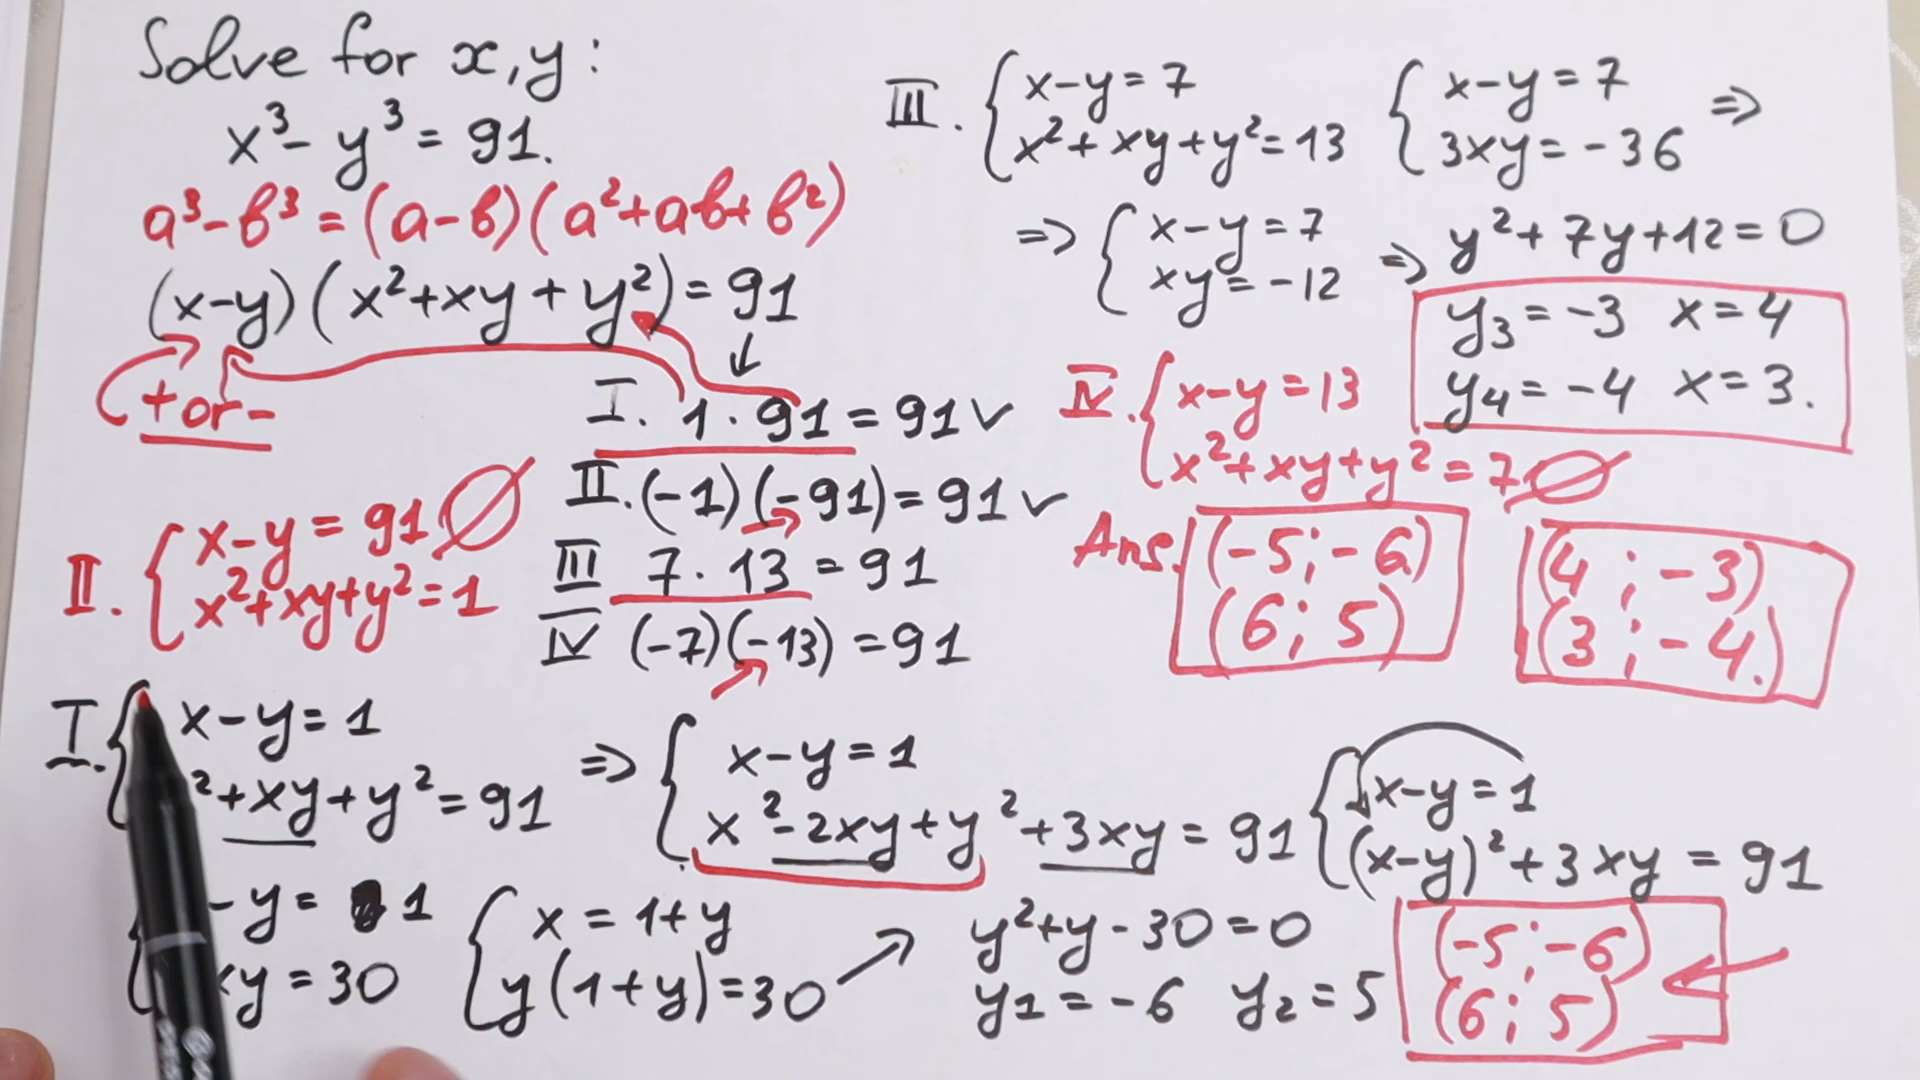 Solve for x,y:
x³- y³ = 91.
a³-b³ = (a-b)(a²+ab+b²)
(x-y)(x²+xy+y²)=91
+or-
I. 1·91=91✓
II.(-1)(-91)=91✓
III 7·13=91
IV (-7)(-13)=91
II. {x-y=91∅
x²+xy+y²=1
I. {x-y=1
²+xy+y²=91
=> {x-y=1
x²-2xy+y²+3xy=91
{x-y=1
(x-y)²+3xy=91
-y=1
xy=30
{x=1+y
y(1+y)=30
y²+y-30=0
y1=-6 y2=5
(-5;-6)
(6;5)
III. {x-y=7
x²+xy+y²=13
{x-y=7 =>
3xy=-36
=> {x-y=7
xy=-12
=> y²+7y+12=0
y3=-3 x=4
y4=-4 x=3.
IV. {x-y=13
x²+xy+y²=7∅
Ans. (-5;-6)
(6;5)
(4;-3)
(3;-4.)